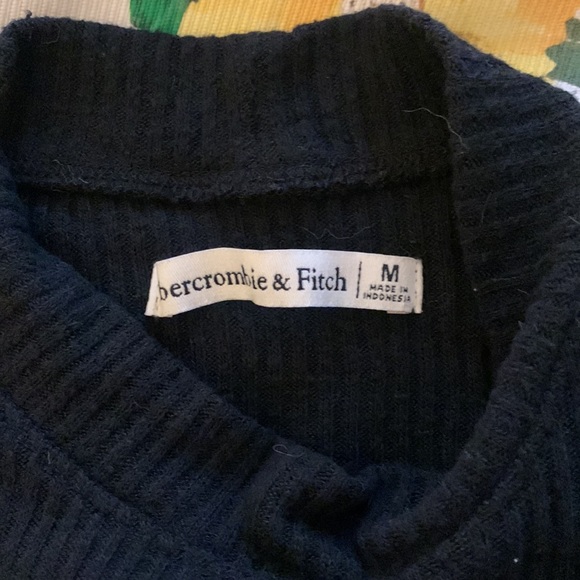 bercrombie & Fitch
M
MADE IN
INDONESIA